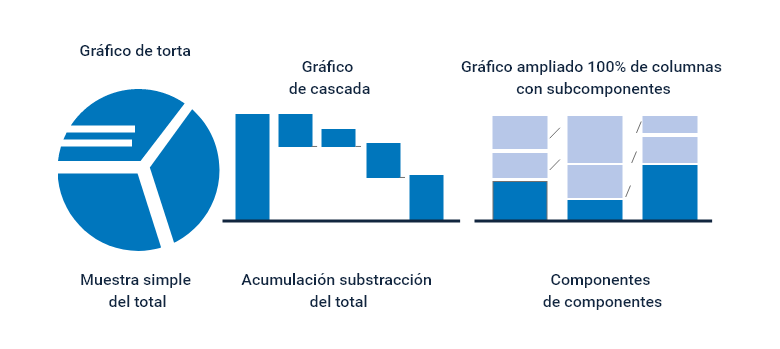 Gráfico de torta
Muestra simple
del total
Gráfico
de cascada
Acumulación substracción
del total
Gráfico ampliado 100% de columnas
con subcomponentes
Componentes
de componentes